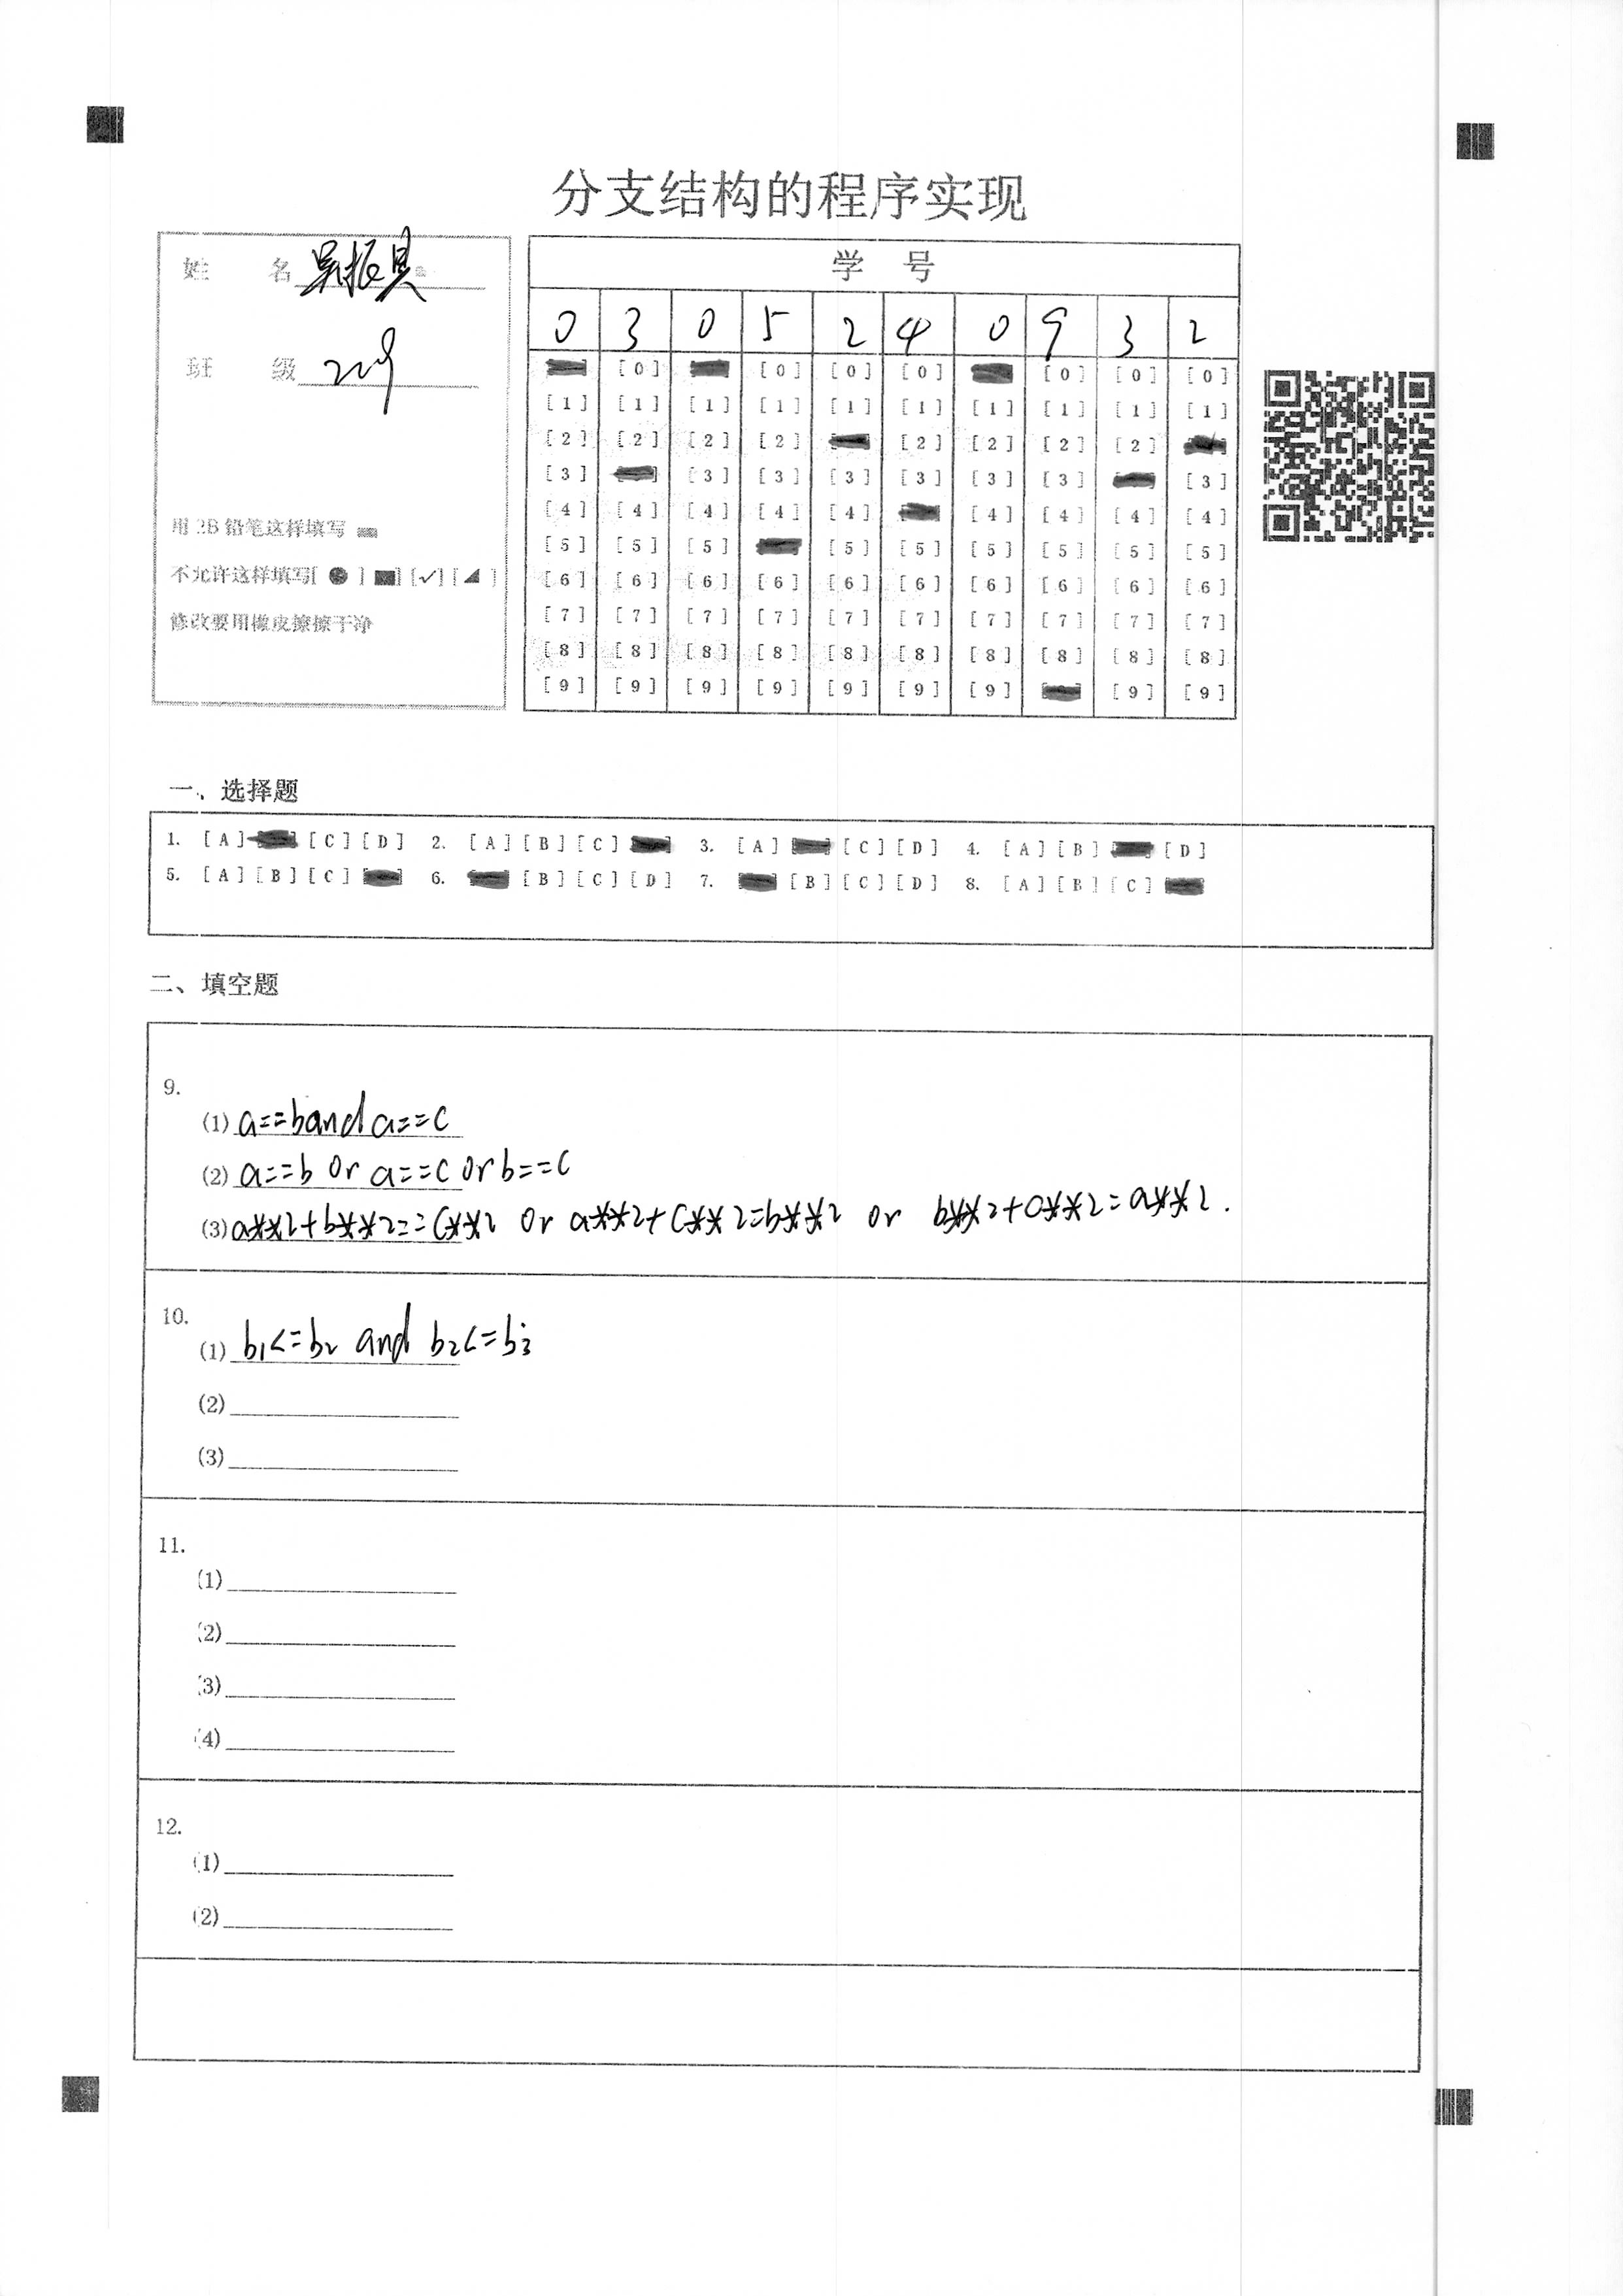 分支结构的程序实现
姓 名 吴振
班 级 209
用2B铅笔这样填写
不允许这样填写[ ● ] ■] [✓] [◢ ]
修改要用橡皮擦擦干净
学 号
0 3 0 5 2 4 0 9 3 2
[0] [0] [0] [0] [0] [0] [0]
[1] [1] [1] [1] [1] [1] [1] [1] [1] [1]
[2] [2] [2] [2] [2] [2] [2] [2]
[3] [3] [3] [3] [3] [3] [3] [3]
[4] [4] [4] [4] [4] [4] [4] [4] [4]
[5] [5] [5] [5] [5] [5] [5] [5] [5]
[6] [6] [6] [6] [6] [6] [6] [6] [6] [6]
[7] [7] [7] [7] [7] [7] [7] [7] [7] [7]
[8] [8] [8] [8] [8] [8] [8] [8] [8] [8]
[9] [9] [9] [9] [9] [9] [9] [9] [9]
一、选择题
1. [A] [C] [D] 2. [A] [B] [C] 3. [A] [C] [D] 4. [A] [B] [D]
5. [A] [B] [C] 6. [B] [C] [D] 7. [B] [C] [D] 8. [A] [B] [C]
二、填空题
9.
(1) a==b and a==c
(2) a==b or a==c or b==c
(3) a**2+b**2==c**2 or a**2+c**2=b**2 or b**2+c**2=a**2.
10.
(1) b1<=b2 and b2<=b3
(2)
(3)
11.
(1)
(2)
(3)
(4)
12.
(1)
(2)